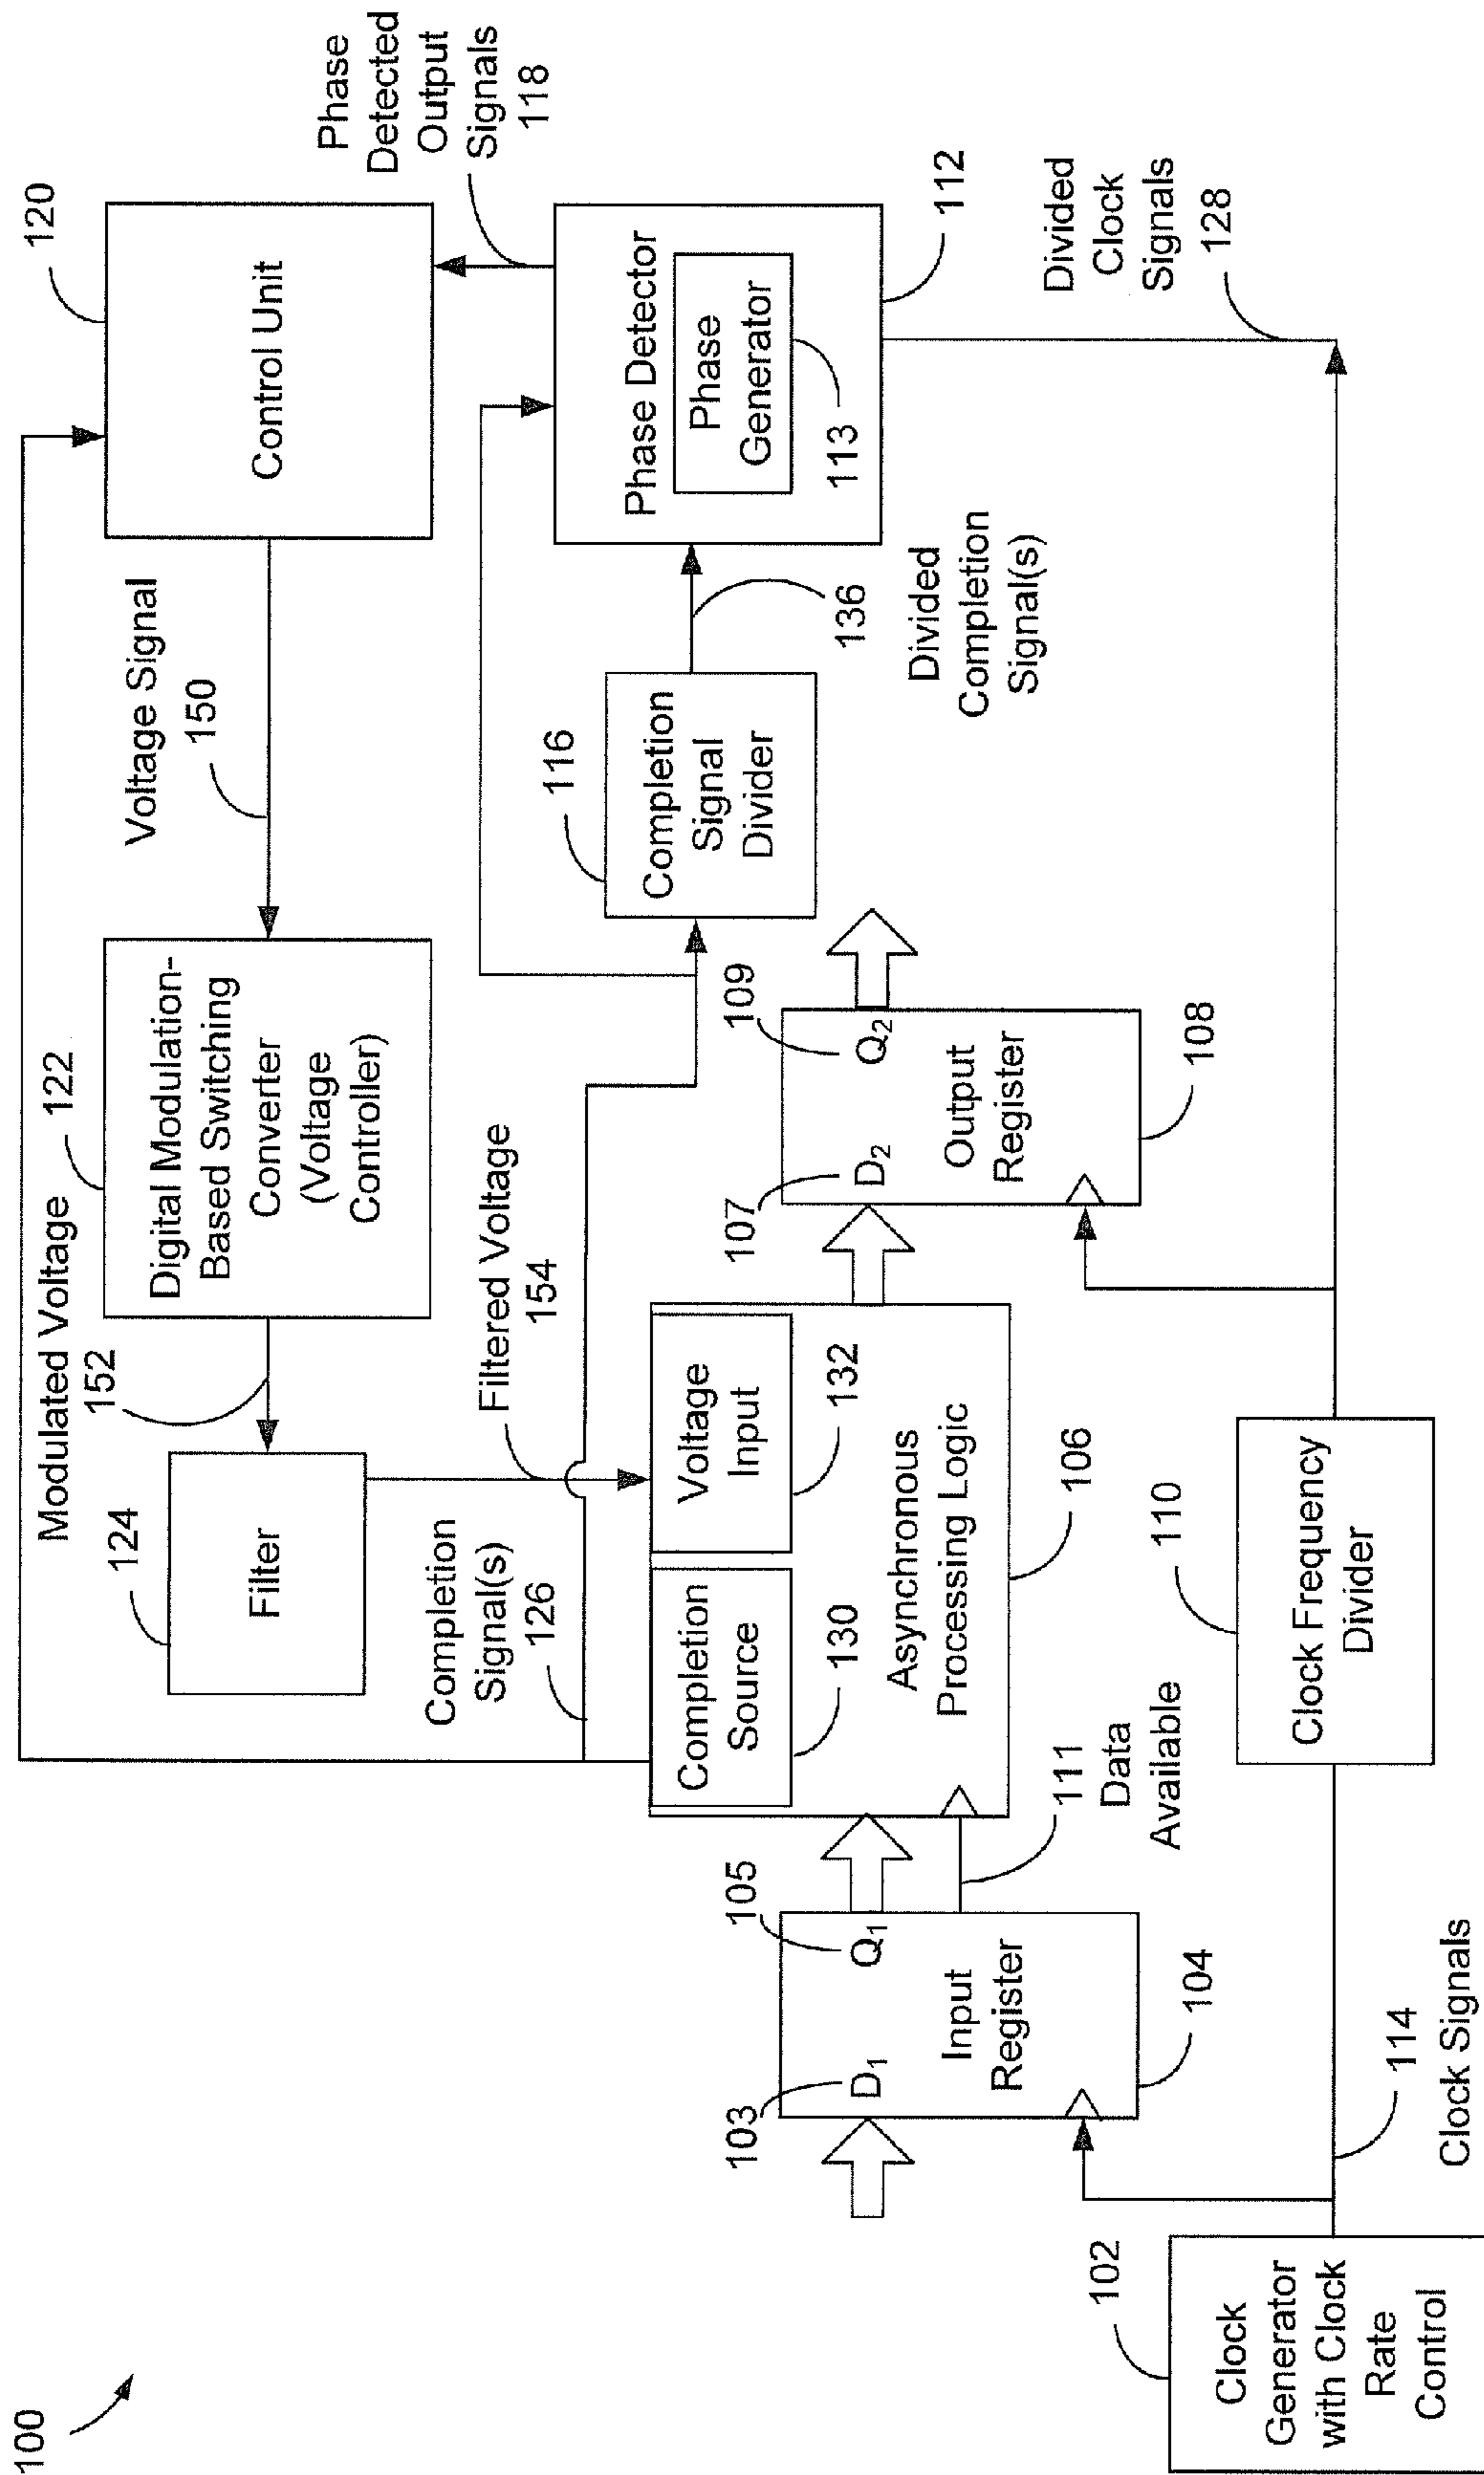 100
120
Control Unit
Phase
Detected
Output
Signals
118
Voltage Signal
150
122
Digital Modulation-
Based Switching
Converter
(Voltage
Controller)
Modulated Voltage
152
124
Filter
Filtered Voltage
154
Completion
Signal(s)
126
116
Completion
Signal
Divider
136
Divided
Completion
Signal(s)
Phase Detector
Phase
Generator
113
112
Divided
Clock
Signals
128
Completion
Source
130
Voltage
Input
132
Asynchronous
Processing Logic
106
103
D1
105
Q1
Input
Register
104
111
Data
Available
107
D2
109
Q2
Output
Register
108
110
Clock Frequency
Divider
102
Clock
Generator
with Clock
Rate
Control
114
Clock Signals